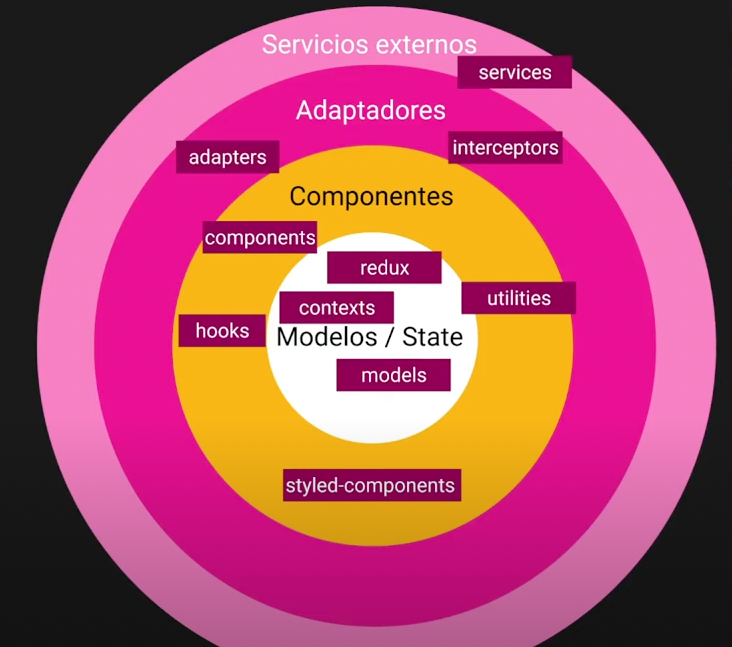 Servicios externos
services
Adaptadores
interceptors
adapters
Componentes
components
redux
utilities
contexts
hooks
Modelos / State
models
styled-components